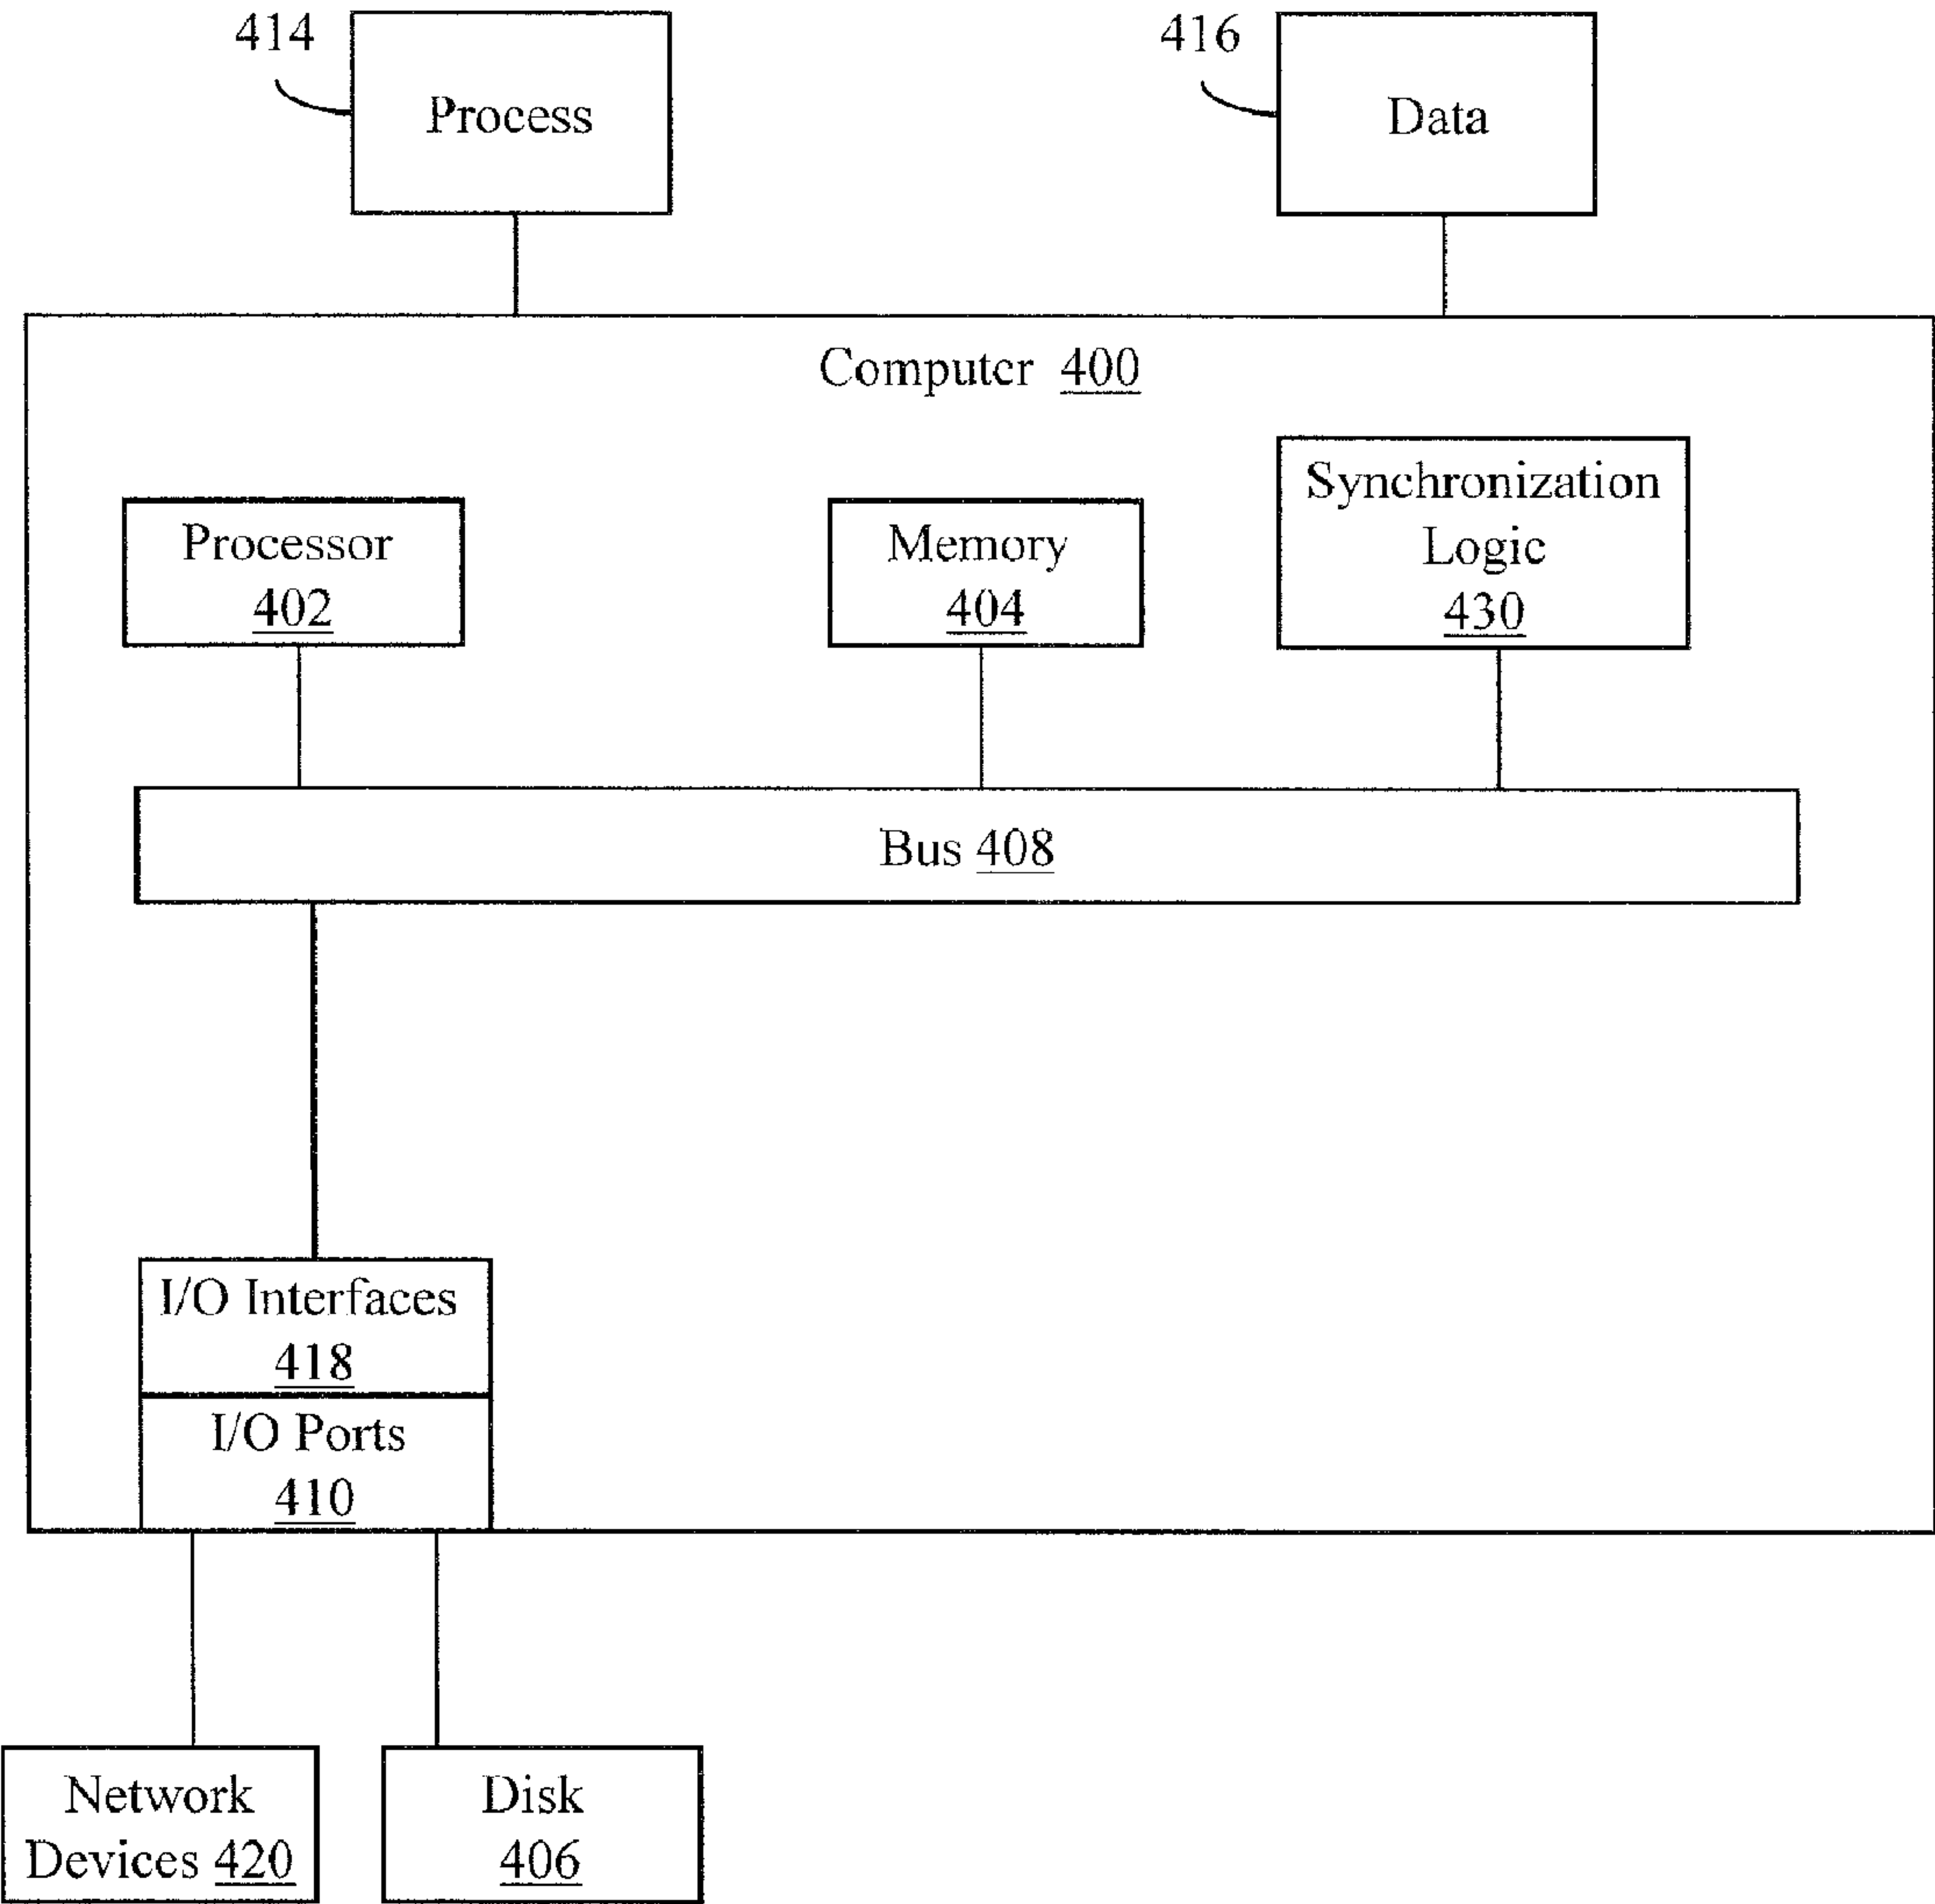 414
Process
416
Data
Computer 400
Processor
402
Memory
404
Synchronization
Logic
430
Bus 408
I/O Interfaces
418
I/O Ports
410
Network
Devices 420
Disk
406